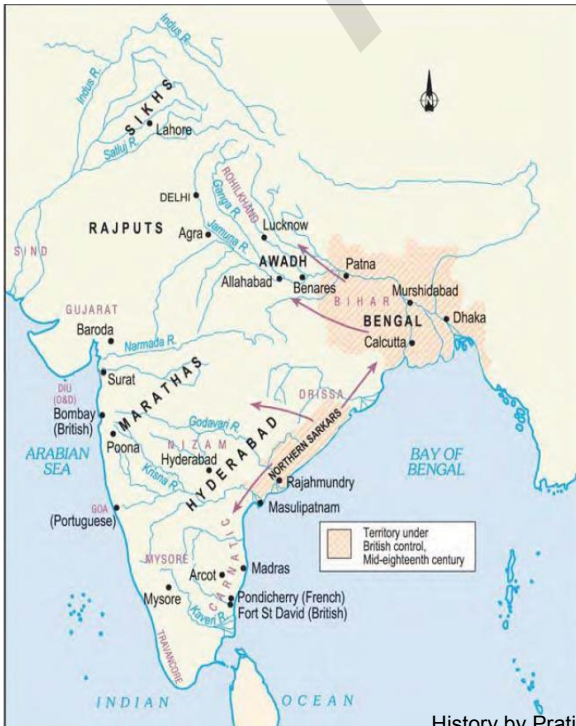 Indus R.
Indus R.
SIKHS
Lahore
Satluj R.
N
DELHI
ROHILKHAND
Ganga R.
RAJPUTS
Agra
Jamuna R.
Lucknow
AWADH
SIND
Allahabad
Benares
Patna
BIHAR
Murshidabad
BENGAL
Dhaka
Calcutta
GUJARAT
Baroda
Narmada R.
Surat
DIU
(D&D)
MARATHAS
ORISSA
Bombay
(British)
Godavari R.
NORTHERN SARKARS
ARABIAN
SEA
Poona
NIZAM
Hyderabad
HYDERABAD
BAY OF
BENGAL
Krisna R.
Rajahmundry
Masulipatnam
GOA
(Portuguese)
Territory under
British control,
Mid-eighteenth century
CARNATIC
MYSORE
Arcot
Madras
Mysore
Pondicherry (French)
Fort St David (British)
Kaveri R.
TRAVANCORE
INDIAN OCEAN
History by Prati